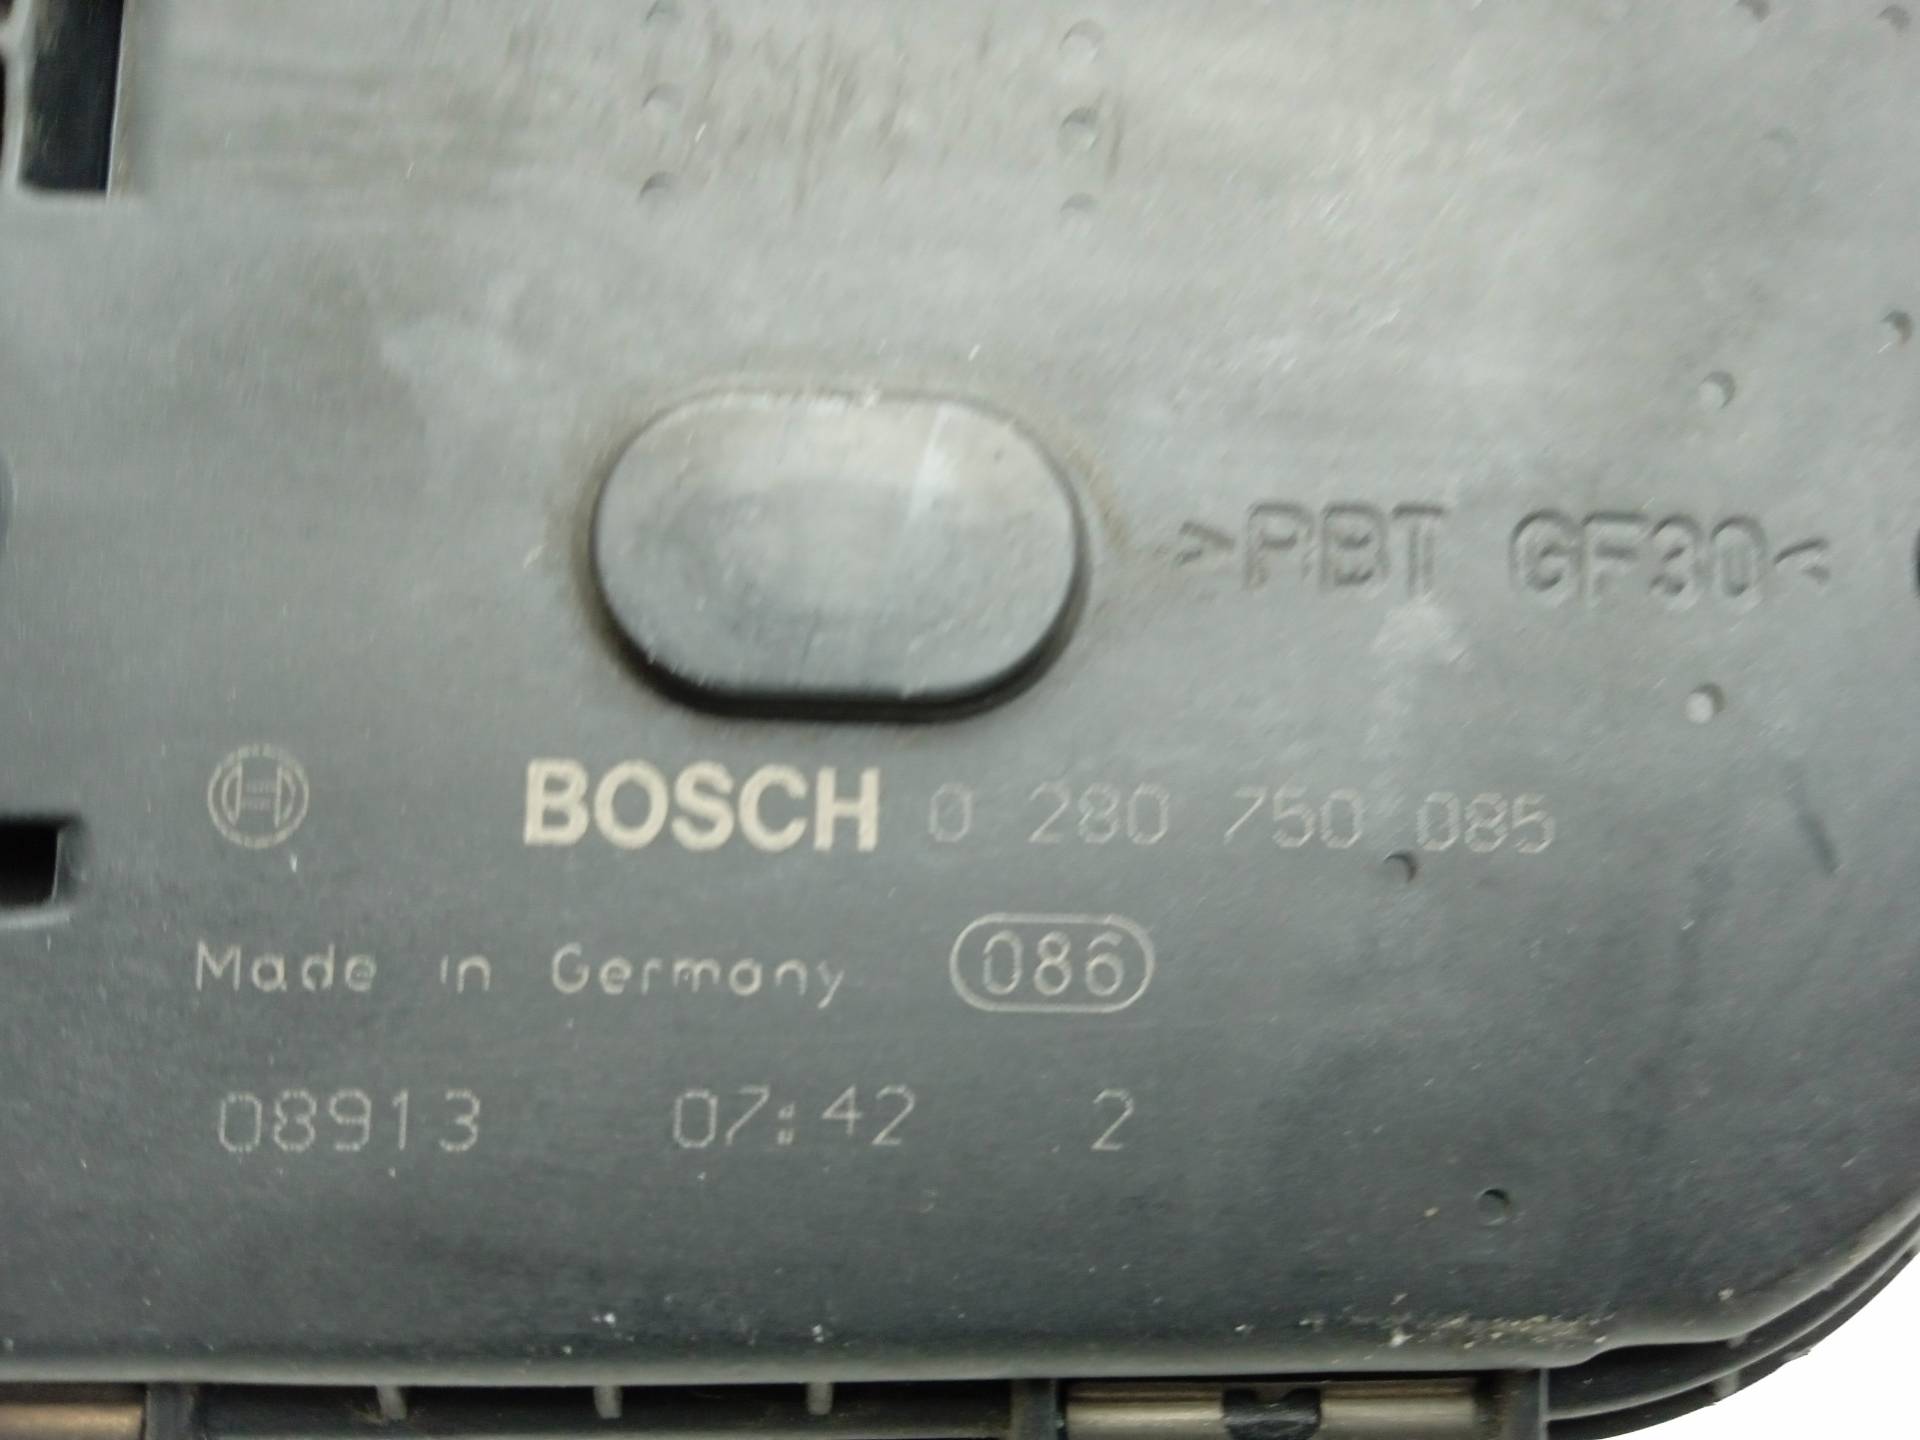 >PBT GF30<
BOSCH 0 280 750 085
Made in Germany 086
08913 07:42 2